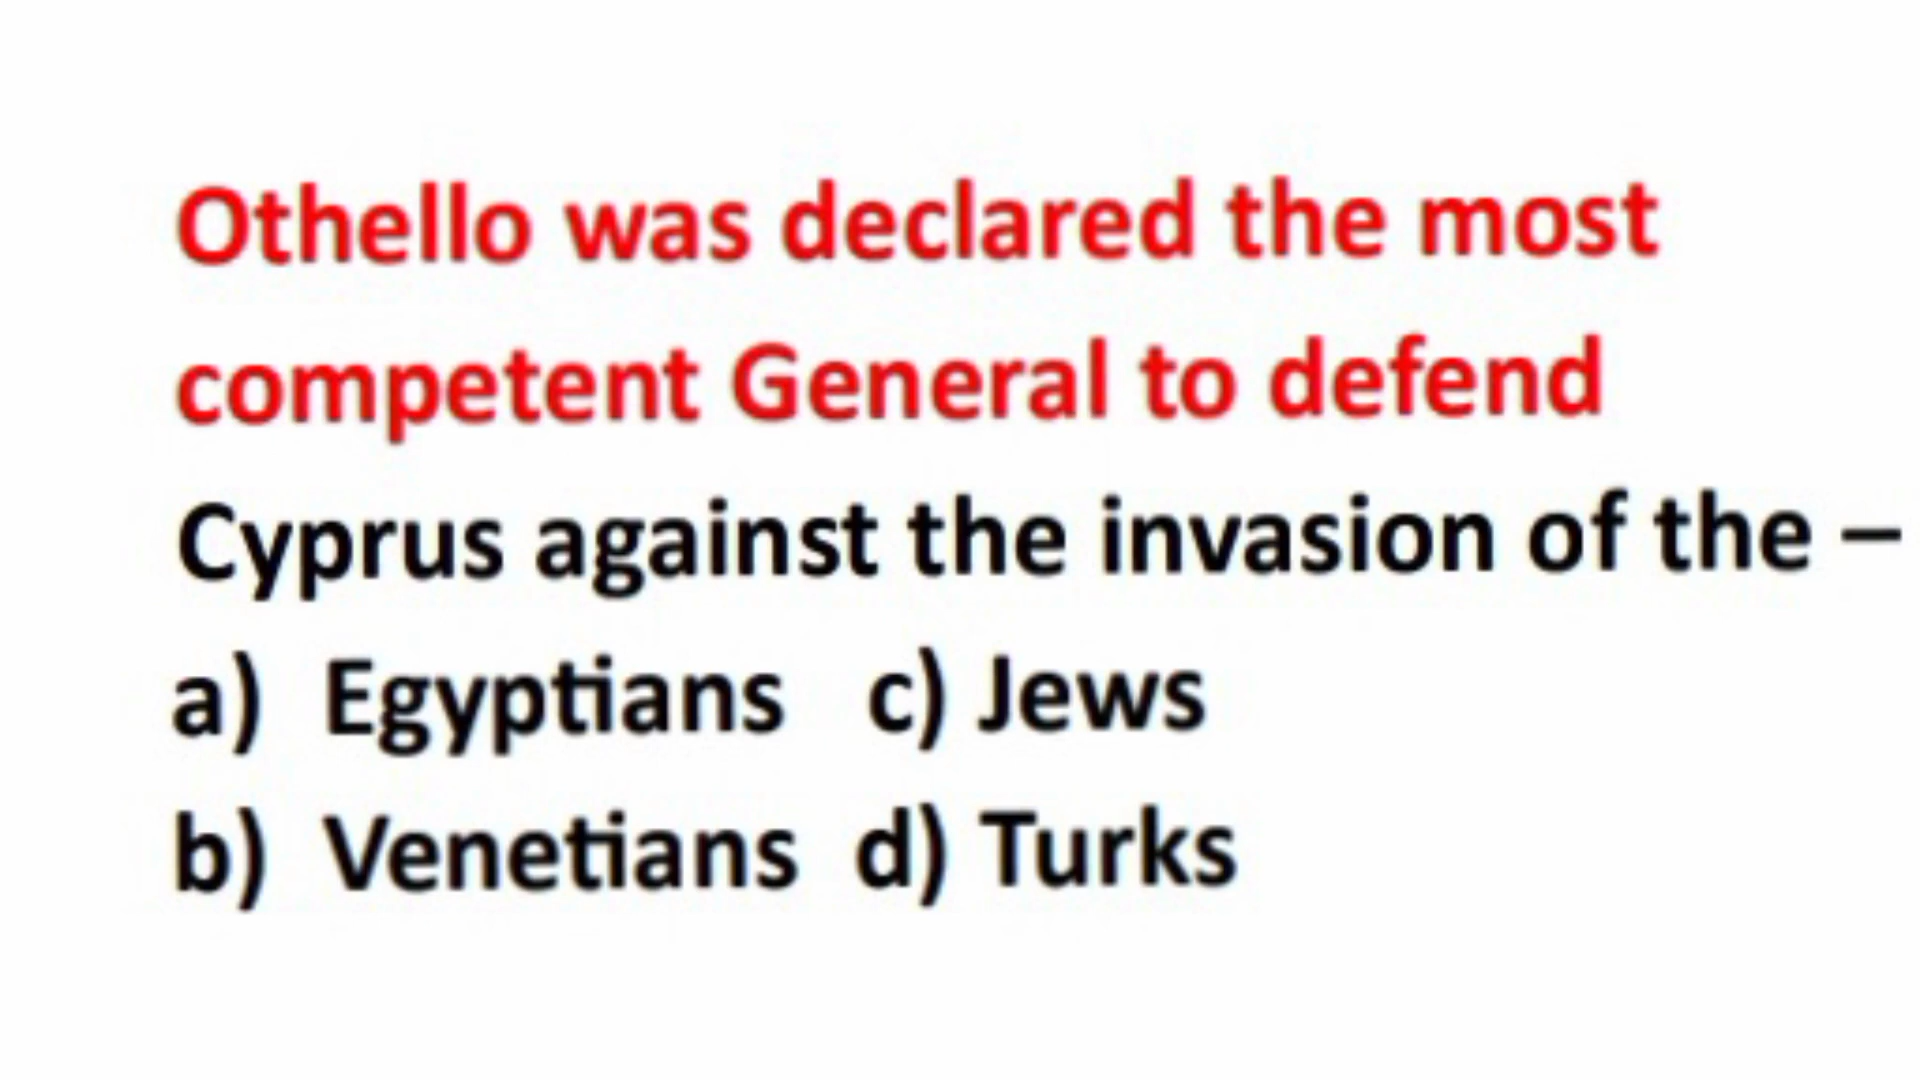 Othello was declared the most
competent General to defend
Cyprus against the invasion of the –
a) Egyptians c) Jews
b) Venetians d) Turks